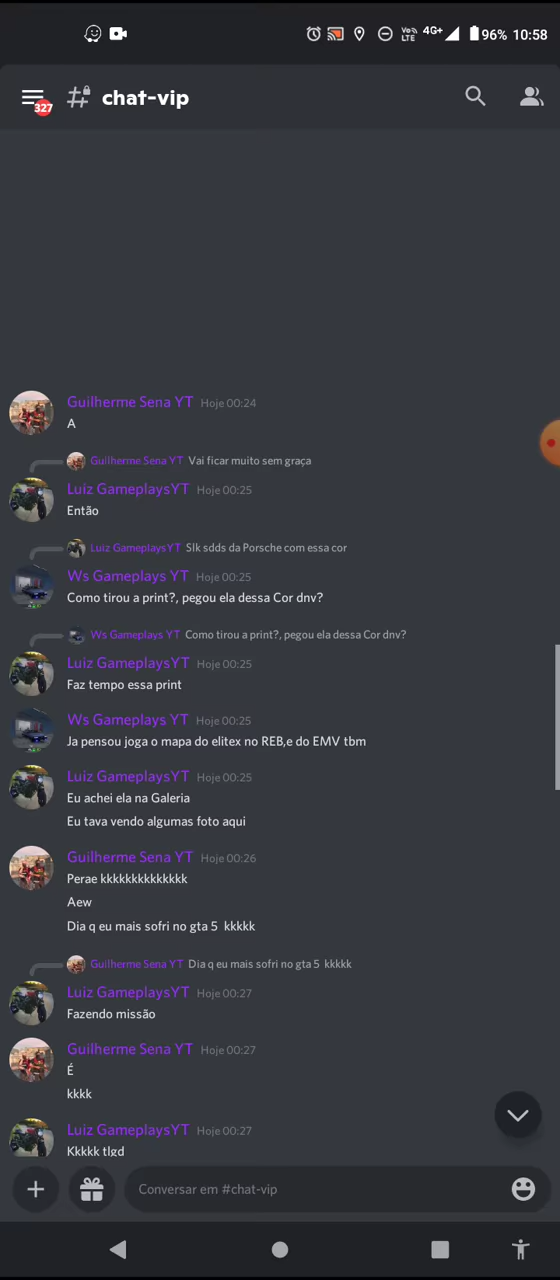 Vo)) LTE 4G+ 96% 10:58
327
chat-vip
Guilherme Sena YT Hoje 00:24
A
Guilherme Sena YT Vai ficar muito sem graça
Luiz GameplaysYT Hoje 00:25
Então
Luiz GameplaysYT Slk sdds da Porsche com essa cor
Ws Gameplays YT Hoje 00:25
Como tirou a print?, pegou ela dessa Cor dnv?
Ws Gameplays YT Como tirou a print?, pegou ela dessa Cor dnv?
Luiz GameplaysYT Hoje 00:25
Faz tempo essa print
Ws Gameplays YT Hoje 00:25
Ja pensou joga o mapa do elitex no REB,e do EMV tbm
Luiz GameplaysYT Hoje 00:25
Eu achei ela na Galeria
Eu tava vendo algumas foto aqui
Guilherme Sena YT Hoje 00:26
Perae kkkkkkkkkkkkkk
Aew
Dia q eu mais sofri no gta 5 kkkkk
Guilherme Sena YT Dia q eu mais sofri no gta 5 kkkkk
Luiz GameplaysYT Hoje 00:27
Fazendo missão
Guilherme Sena YT Hoje 00:27
É
kkkk
Luiz GameplaysYT Hoje 00:27
Kkkkk tlgd
Conversar em #chat-vip